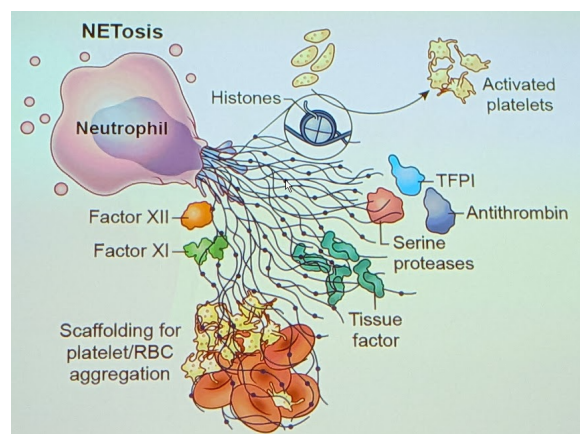 NETosis
Neutrophil
Histones
Activated
platelets
TFPI
Antithrombin
Factor XII
Serine
proteases
Factor XI
Tissue
factor
Scaffolding for
platelet/RBC
aggregation